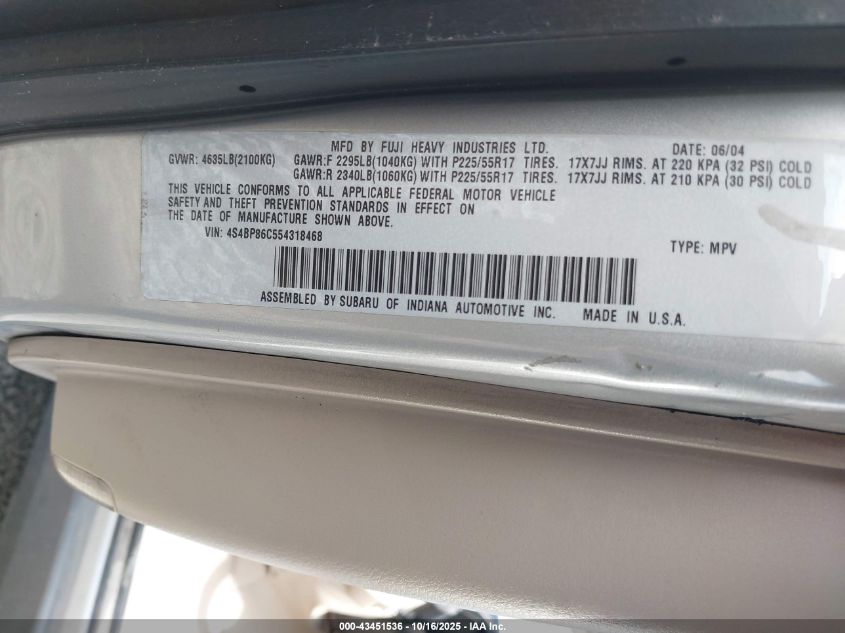 MFD BY FUJI HEAVY INDUSTRIES LTD. DATE: 06/04
GVWR: 4635LB(2100KG) GAWR:F 2295LB(1040KG) WITH P225/55R17 TIRES. 17X7JJ RIMS. AT 220 KPA (32 PSI) COLD
GAWR:R 2340LB(1060KG) WITH P225/55R17 TIRES. 17X7JJ RIMS. AT 210 KPA (30 PSI) COLD
THIS VEHICLE CONFORMS TO ALL APPLICABLE FEDERAL MOTOR VEHICLE
SAFETY AND THEFT PREVENTION STANDARDS IN EFFECT ON
THE DATE OF MANUFACTURE SHOWN ABOVE.
VIN: 4S4BP86C554318468 TYPE: MPV
ASSEMBLED BY SUBARU OF INDIANA AUTOMOTIVE INC. MADE IN U.S.A.
000-43451536 - 10/16/2025 - IAA Inc.